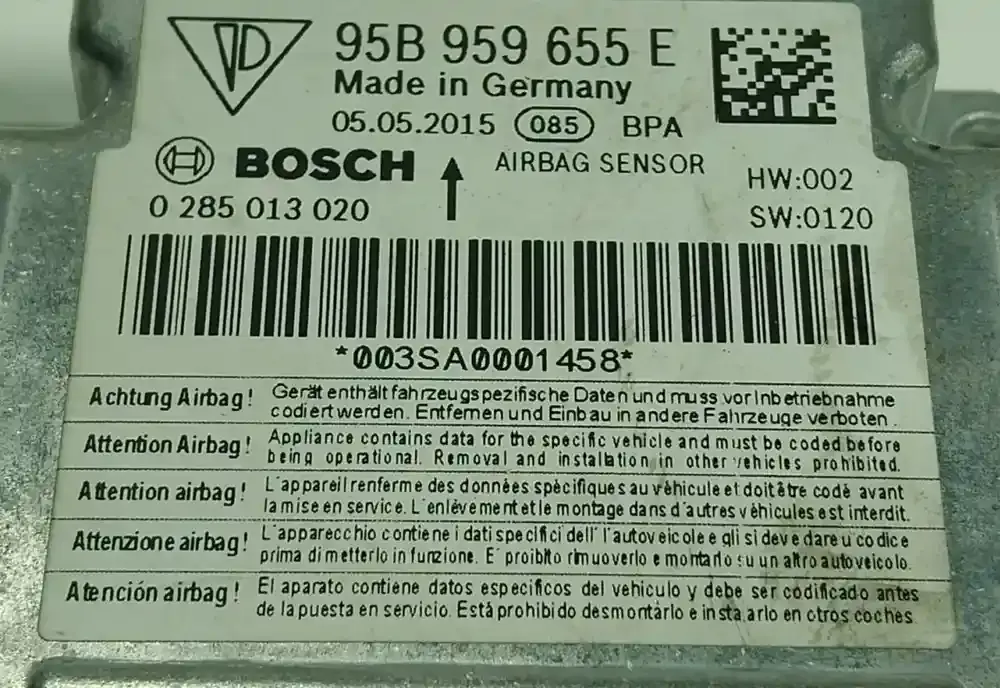 95B 959 655 E
Made in Germany
05.05.2015 085 BPA
BOSCH AIRBAG SENSOR HW:002
0 285 013 020 SW:0120
*003SA0001458*
Achtung Airbag! Gerät enthält fahrzeugspezifische Daten und muss vor Inbetriebnahme
codiert werden. Entfernen und Einbau in andere Fahrzeuge verboten.
Attention Airbag! Appliance contains data for the specific vehicle and must be coded before
being operational. Removal and installation in other vehicles prohibited.
Attention airbag! L'appareil renferme des données spècifiques au vèhicule et doit être codè avant
la mise en service. L'enlèvement et le montage dans d'autres vèhicules est interdit.
Attenzione airbag! L'apparecchio contiene i dati specifici dell' l'autoveicolo e gli si deve dare u codice
prima di metterlo in funzione. E' proibito rimuoverlo e montarlo su un altro autoveicolo.
Atención airbag! El aparato contiene datos especificos del vehiculo y debe ser codificado antes
de la puesta en servicio. Está prohibido desmontárlo e instalarlo en otros coches